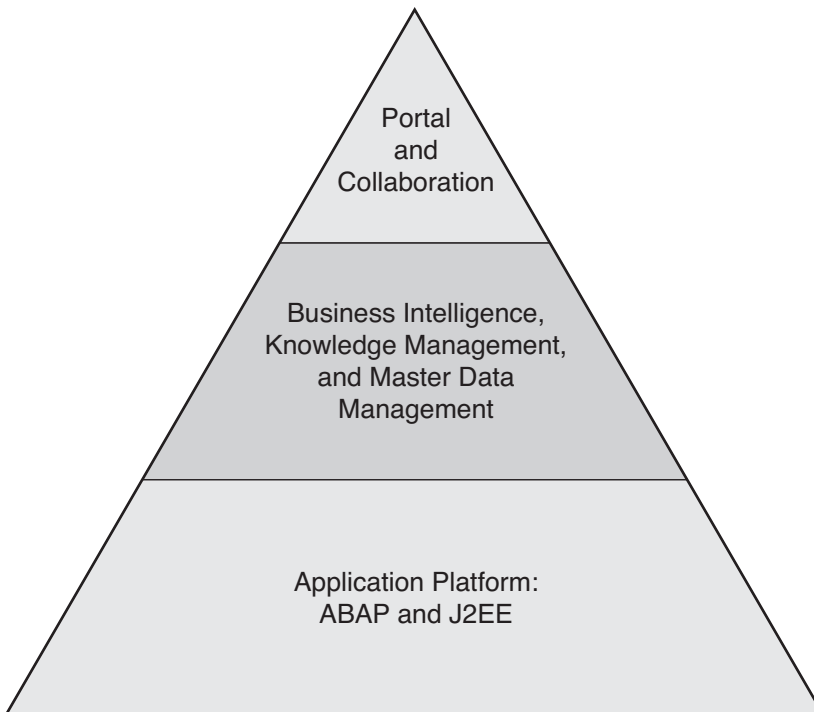 Portal
and
Collaboration
Business Intelligence,
Knowledge Management,
and Master Data
Management
Application Platform:
ABAP and J2EE